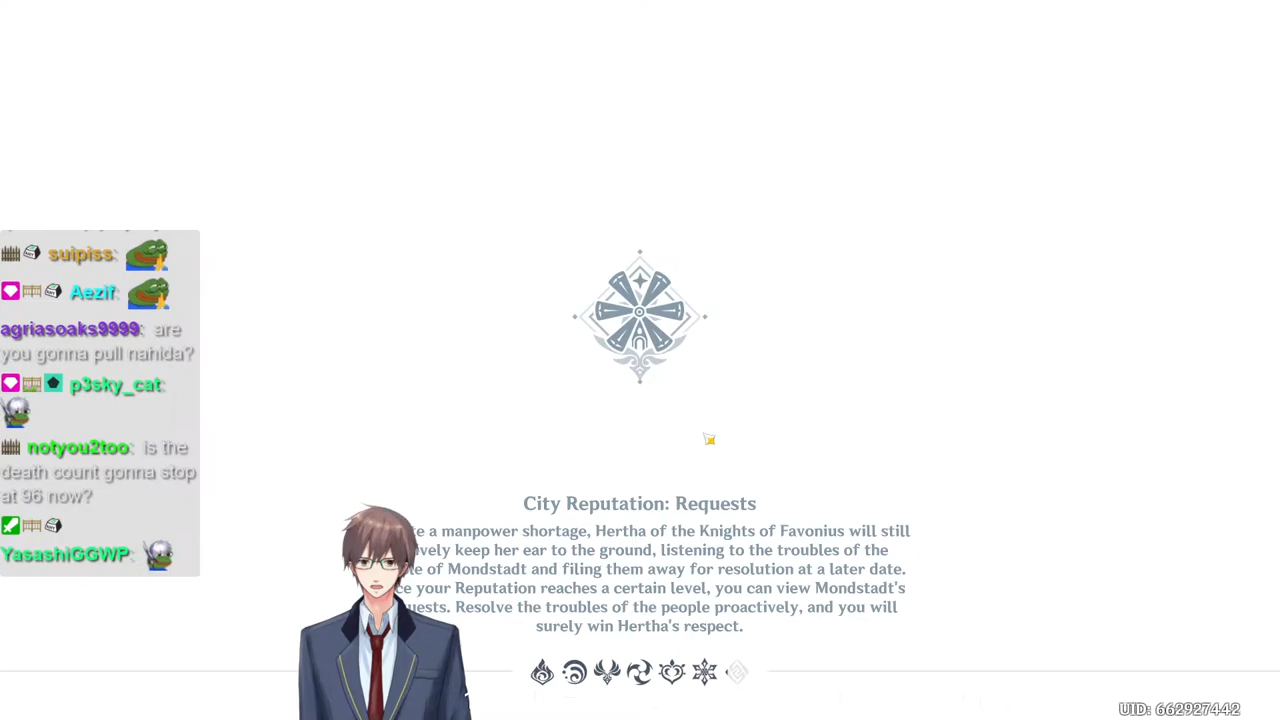 suipiss:
Aezif:
agriasoaks9999: are
you gonna pull nahida?
p3sky_cat:
notyou2too: is the
death count gonna stop
at 96 now?
YasashiGGWP:
City Reputation: Requests
te a manpower shortage, Hertha of the Knights of Favonius will still
ively keep her ear to the ground, listening to the troubles of the
le of Mondstadt and filing them away for resolution at a later date.
ce your Reputation reaches a certain level, you can view Mondstadt's
uests. Resolve the troubles of the people proactively, and you will
surely win Hertha's respect.
UID: 662927442